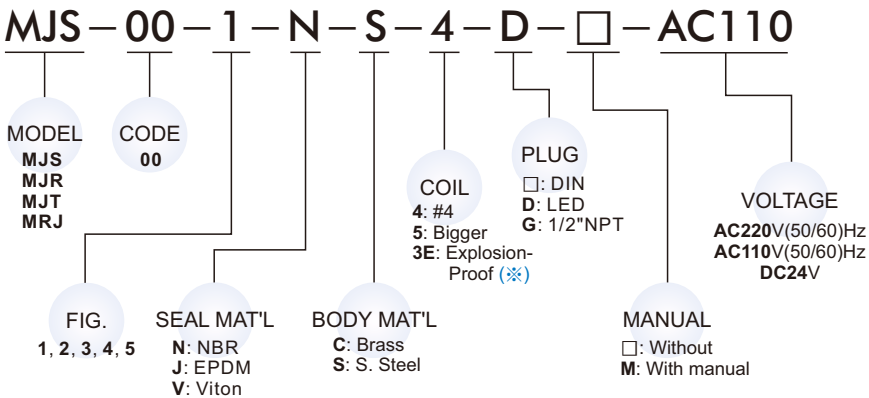 MJS-00-1-N-S-4-D-□-AC110
MODEL
MJS
MJR
MJT
MRJ
CODE
00
FIG.
1, 2, 3, 4, 5
SEAL MAT'L
N: NBR
J: EPDM
V: Viton
BODY MAT'L
C: Brass
S: S. Steel
COIL
4: #4
5: Bigger
3E: Explosion-
Proof (※)
PLUG
□: DIN
D: LED
G: 1/2"NPT
MANUAL
□: Without
M: With manual
VOLTAGE
AC220V(50/60)Hz
AC110V(50/60)Hz
DC24V